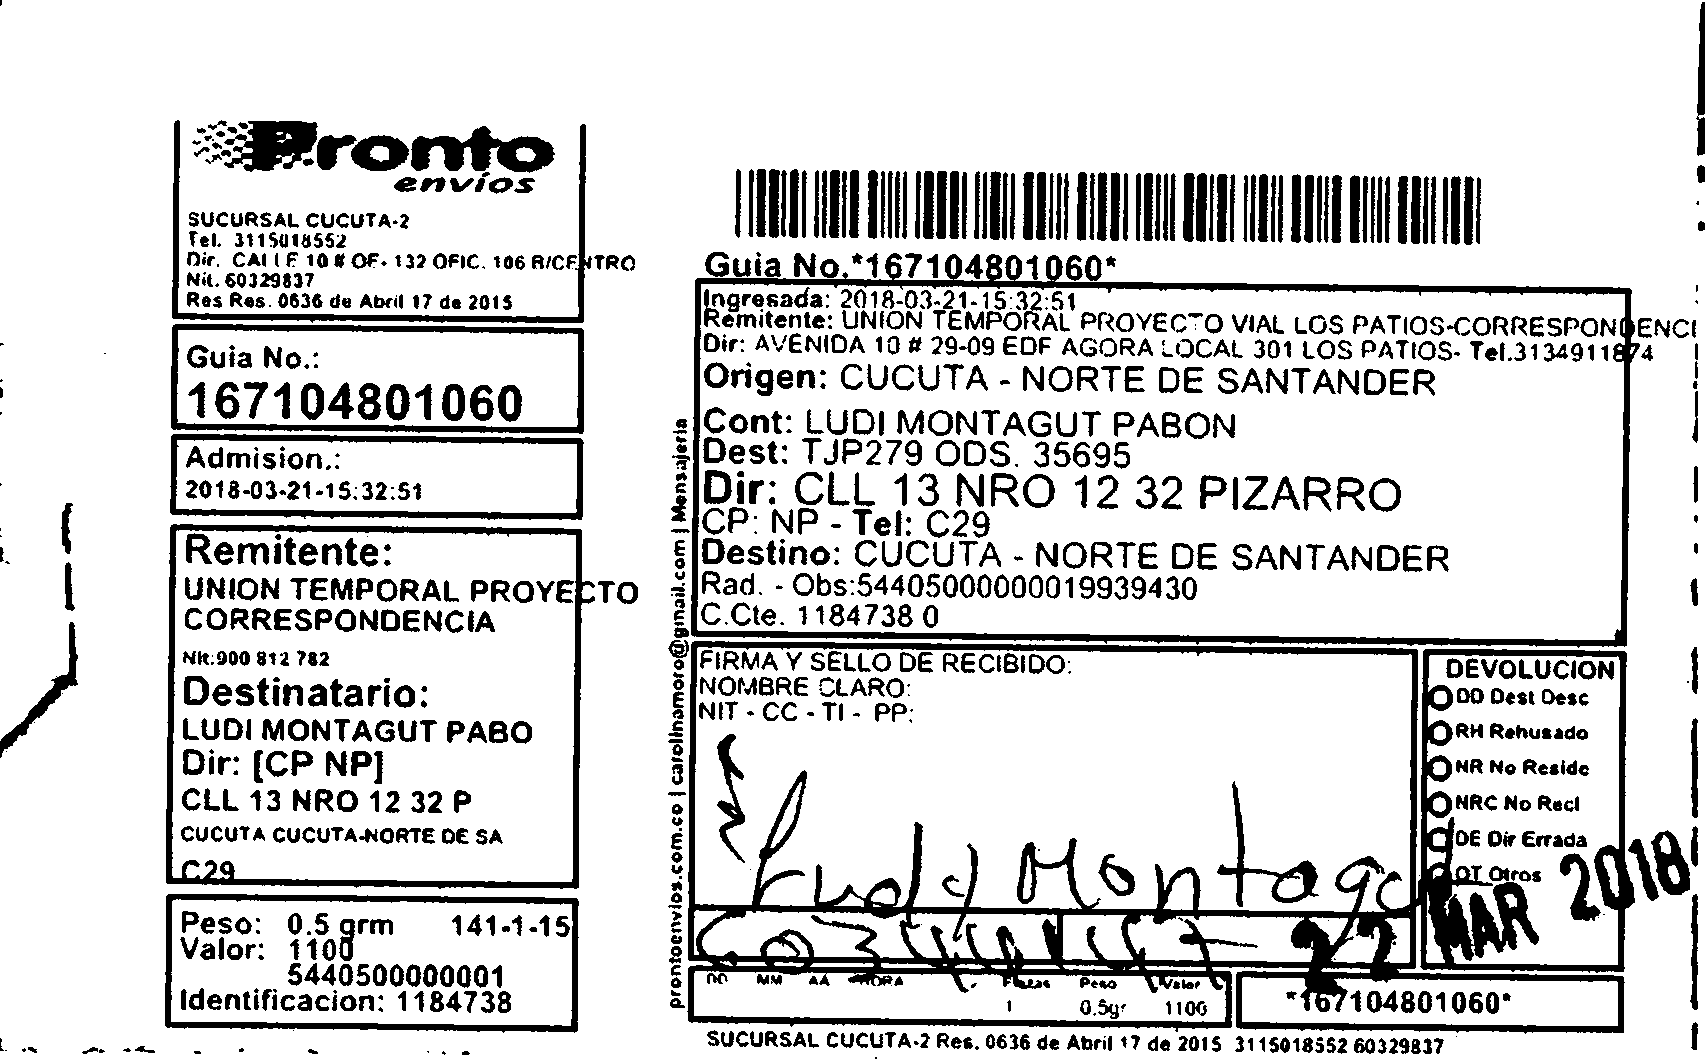 Pronto
envíos
SUCURSAL CUCUTA-2
Tel. 3115018552
Dir. CALLE 10 # OF- 132 OFIC. 106 B/CENTRO
Nit. 60329837
Res Res. 0636 de Abril 17 de 2015
Guia No.:
167104801060
Admision.:
2018-03-21-15:32:51
Remitente:
UNION TEMPORAL PROYECTO
CORRESPONDENCIA
Nit:900 812 782
Destinatario:
LUDI MONTAGUT PABO
Dir: [CP NP]
CLL 13 NRO 12 32 P
CUCUTA CUCUTA-NORTE DE SA
C29
Peso: 0.5 grm 141-1-15
Valor: 1100
5440500000001
Identificacion: 1184738
prontoenvios.com.co | carolinamoro@gmail.com | Mensajeria
Guia No.*167104801060*
Ingresada: 2018-03-21-15:32:51
Remitente: UNION TEMPORAL PROYECTO VIAL LOS PATIOS-CORRESPONDENCI
Dir: AVENIDA 10 # 29-09 EDF AGORA LOCAL 301 LOS PATIOS- Tel.3134911874
Origen: CUCUTA - NORTE DE SANTANDER
Cont: LUDI MONTAGUT PABON
Dest: TJP279 ODS. 35695
Dir: CLL 13 NRO 12 32 PIZARRO
CP: NP - Tel: C29
Destino: CUCUTA - NORTE DE SANTANDER
Rad. - Obs:54405000000019939430
C.Cte. 1184738 0
FIRMA Y SELLO DE RECIBIDO:
NOMBRE CLARO:
NIT - CC - TI - PP:
Ludy Montagut
DEVOLUCION
DD Dest Desc
RH Rehusado
NR No Reside
NRC No Recl
DE Dir Errada
OT Otros
22 MAR 2018
DD MM AA HORA Piezas Peso Valor
1 0.5gr 1100
*167104801060*
SUCURSAL CUCUTA-2 Res. 0636 de Abril 17 de 2015 3115018552 60329837